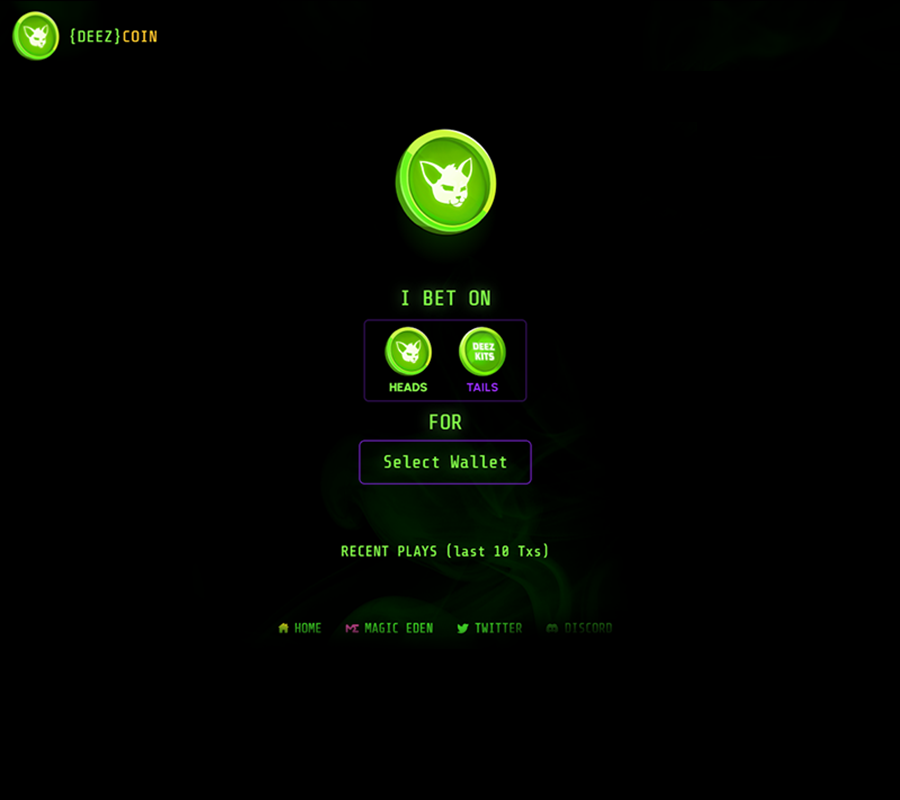 {DEEZ}COIN
I BET ON
DEEZ
KITS
HEADS TAILS
FOR
Select Wallet
RECENT PLAYS (last 10 Txs)
HOME MAGIC EDEN TWITTER DISCORD